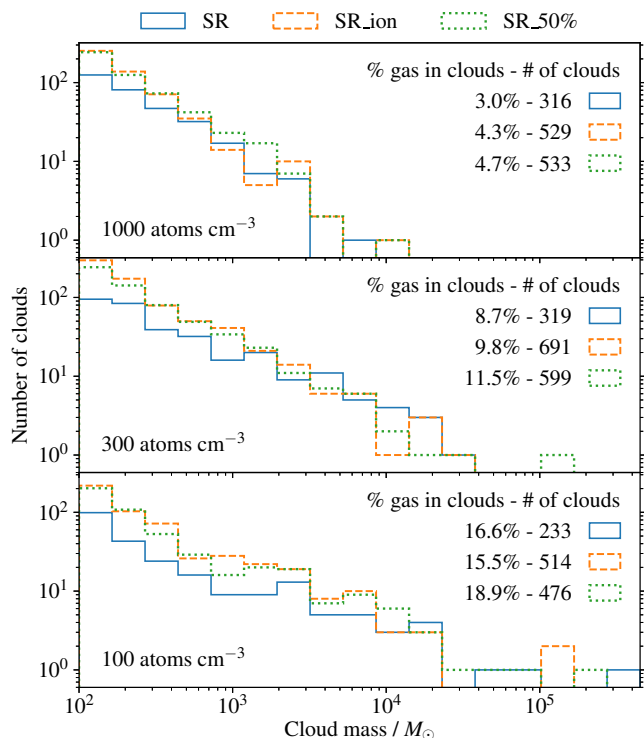 SR SR_ion SR_50%
% gas in clouds - # of clouds
3.0% - 316
4.3% - 529
4.7% - 533
10² 10¹ 10⁰
1000 atoms cm⁻³
% gas in clouds - # of clouds
8.7% - 319
9.8% - 691
11.5% - 599
10² 10¹ 10⁰
300 atoms cm⁻³
Number of clouds
% gas in clouds - # of clouds
16.6% - 233
15.5% - 514
18.9% - 476
10² 10¹ 10⁰
100 atoms cm⁻³
10² 10³ 10⁴ 10⁵
Cloud mass / M⊙